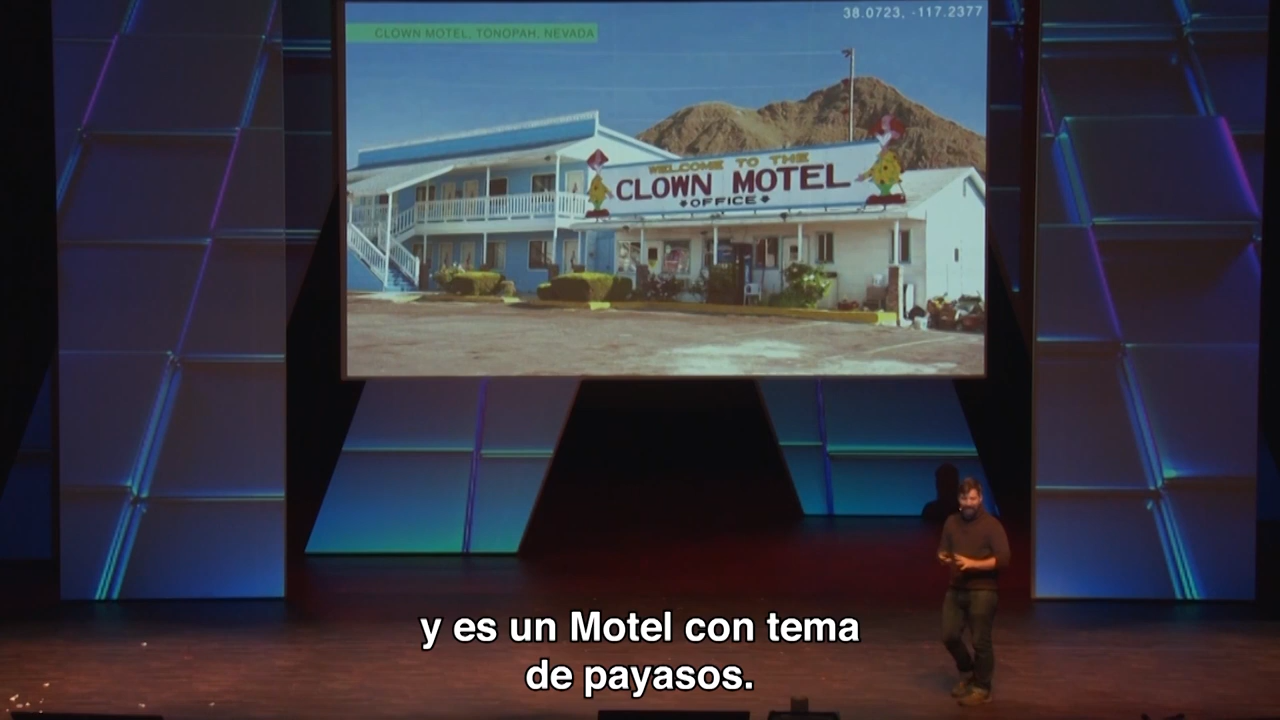 38.0723, -117.2377
CLOWN MOTEL, TONOPAH, NEVADA
WELCOME TO THE
CLOWN MOTEL
OFFICE
y es un Motel con tema
de payasos.